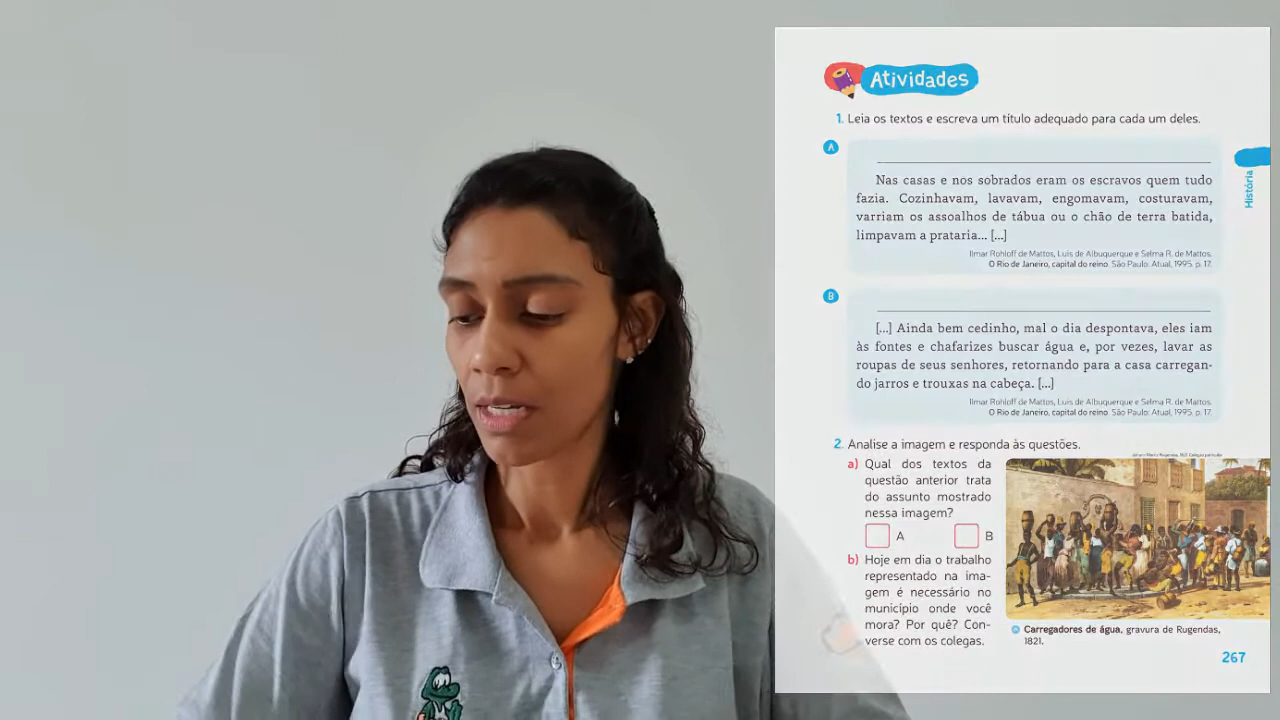 Atividades
1. Leia os textos e escreva um título adequado para cada um deles.
A
Nas casas e nos sobrados eram os escravos quem tudo
fazia. Cozinhavam, lavavam, engomavam, costuravam,
varriam os assoalhos de tábua ou o chão de terra batida,
limpavam a prataria... [...]
Ilmar Rohloff de Mattos, Luis de Albuquerque e Selma R. de Mattos.
O Rio de Janeiro, capital do reino. São Paulo: Atual, 1995. p. 17.
História
B
[...] Ainda bem cedinho, mal o dia despontava, eles iam
às fontes e chafarizes buscar água e, por vezes, lavar as
roupas de seus senhores, retornando para a casa carregan-
do jarros e trouxas na cabeça. [...]
Ilmar Rohloff de Mattos, Luis de Albuquerque e Selma R. de Mattos.
O Rio de Janeiro, capital do reino. São Paulo: Atual, 1995. p. 17.
2. Analise a imagem e responda às questões.
a) Qual dos textos da
questão anterior trata
do assunto mostrado
nessa imagem?
A B
b) Hoje em dia o trabalho
representado na ima-
gem é necessário no
município onde você
mora? Por quê? Con-
verse com os colegas.
Carregadores de água, gravura de Rugendas,
1821.
267